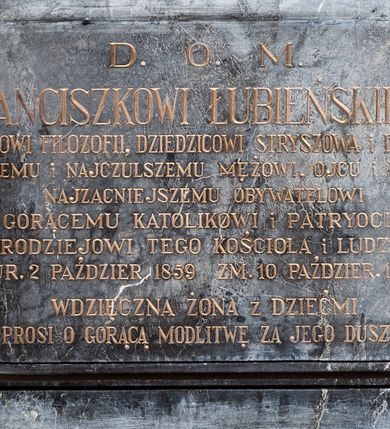 D. O. M.
ANCISZKOWI ŁUBIEŃSKIE
OWI FILOZOFII, DZIEDZICOWI STRYSZOWA i
EMU i NAJCZULSZEMU MĘŻOWI, OJCU i
NAJZACNIEJSZEMU OBYWATELOWI
GORĄCEMU KATOLIKOWI i PATRYOC
RODZIEJOWI TEGO KOŚCIOŁA i LUDZ
UR. 2 PAŹDZIER. 1859 ZM. 10 PAŹDZIER.
WDZIĘCZNA ŻONA z DZIEĆMI
PROSI O GORĄCĄ MODLITWĘ ZA JEGO DUSZ